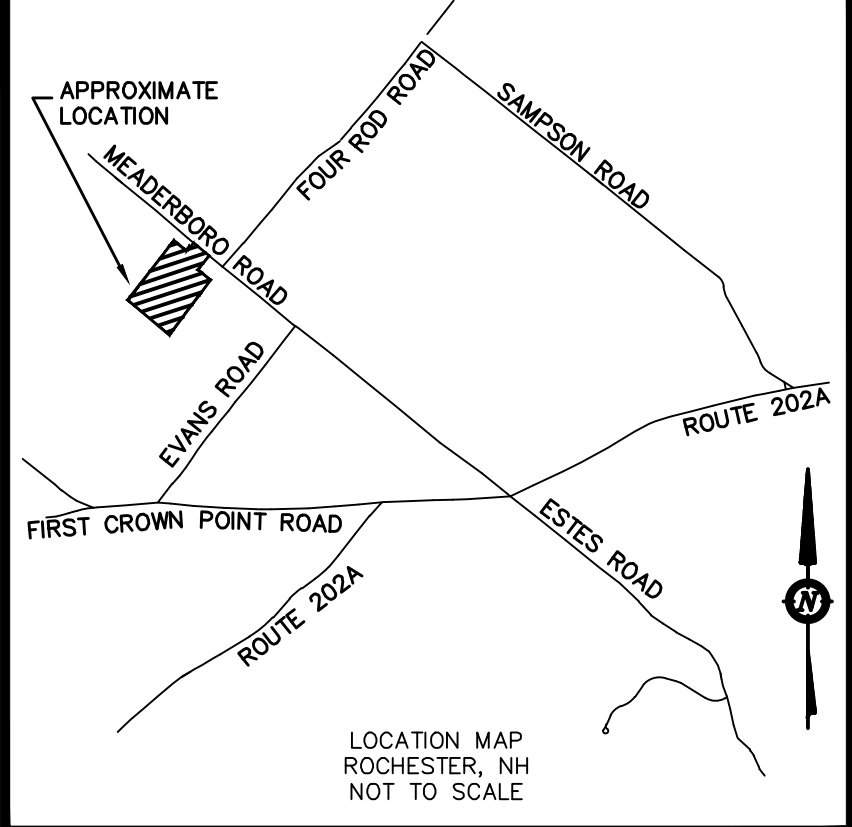 APPROXIMATE
LOCATION
MEADERBORO ROAD
FOUR ROD ROAD
SAMPSON ROAD
EVANS ROAD
ROUTE 202A
FIRST CROWN POINT ROAD
ESTES ROAD
ROUTE 202A
N
LOCATION MAP
ROCHESTER, NH
NOT TO SCALE